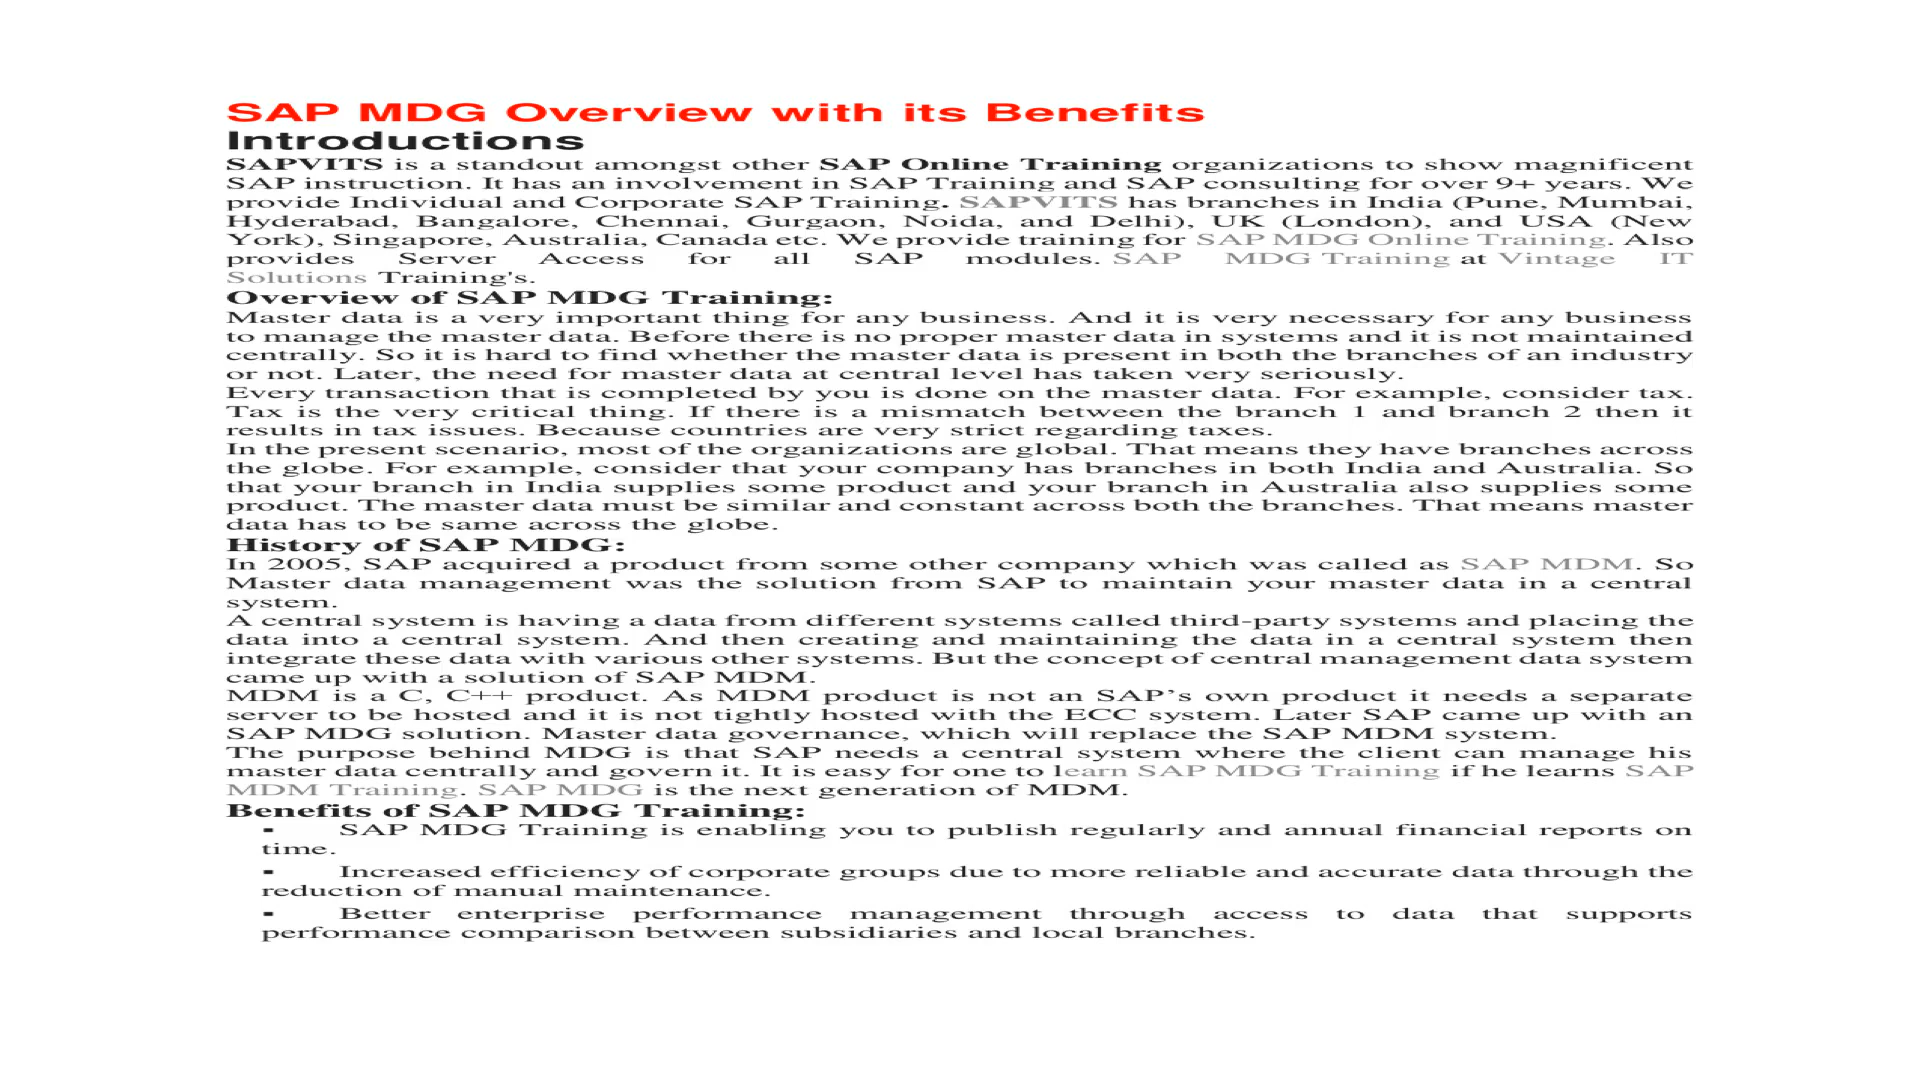 SAP MDG Overview with its Benefits
Introductions
SAPVITS is a standout amongst other SAP Online Training organizations to show magnificent
SAP instruction. It has an involvement in SAP Training and SAP consulting for over 9+ years. We
provide Individual and Corporate SAP Training. SAPVITS has branches in India (Pune, Mumbai,
Hyderabad, Bangalore, Chennai, Gurgaon, Noida, and Delhi), UK (London), and USA (New
York), Singapore, Australia, Canada etc. We provide training for SAP MDG Online Training. Also
provides Server Access for all SAP modules. SAP MDG Training at Vintage IT
Solutions Training's.
Overview of SAP MDG Training:
Master data is a very important thing for any business. And it is very necessary for any business
to manage the master data. Before there is no proper master data in systems and it is not maintained
centrally. So it is hard to find whether the master data is present in both the branches of an industry
or not. Later, the need for master data at central level has taken very seriously.
Every transaction that is completed by you is done on the master data. For example, consider tax.
Tax is the very critical thing. If there is a mismatch between the branch 1 and branch 2 then it
results in tax issues. Because countries are very strict regarding taxes.
In the present scenario, most of the organizations are global. That means they have branches across
the globe. For example, consider that your company has branches in both India and Australia. So
that your branch in India supplies some product and your branch in Australia also supplies some
product. The master data must be similar and constant across both the branches. That means master
data has to be same across the globe.
History of SAP MDG:
In 2005, SAP acquired a product from some other company which was called as SAP MDM. So
Master data management was the solution from SAP to maintain your master data in a central
system.
A central system is having a data from different systems called third-party systems and placing the
data into a central system. And then creating and maintaining the data in a central system then
integrate these data with various other systems. But the concept of central management data system
came up with a solution of SAP MDM.
MDM is a C, C++ product. As MDM product is not an SAP’s own product it needs a separate
server to be hosted and it is not tightly hosted with the ECC system. Later SAP came up with an
SAP MDG solution. Master data governance, which will replace the SAP MDM system.
The purpose behind MDG is that SAP needs a central system where the client can manage his
master data centrally and govern it. It is easy for one to learn SAP MDG Training if he learns SAP
MDM Training. SAP MDG is the next generation of MDM.
Benefits of SAP MDG Training:
▪ SAP MDG Training is enabling you to publish regularly and annual financial reports on
time.
▪ Increased efficiency of corporate groups due to more reliable and accurate data through the
reduction of manual maintenance.
▪ Better enterprise performance management through access to data that supports
performance comparison between subsidiaries and local branches.